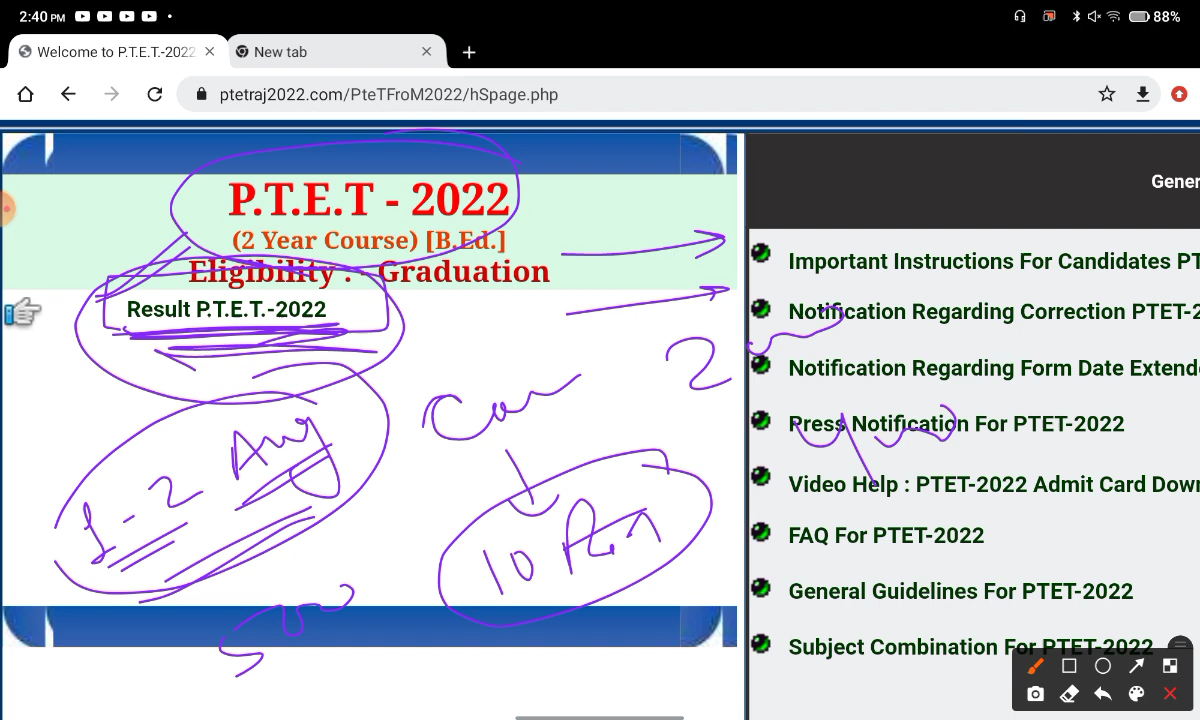 2:40 PM 88%
Welcome to P.T.E.T.-2022 New tab
ptetraj2022.com/PteTFroM2022/hSpage.php
P.T.E.T - 2022
(2 Year Course) [B.Ed.]
Eligibility : - Graduation
Result P.T.E.T.-2022
1-2 Aug
10
500
2
Gener
Important Instructions For Candidates PT
Notification Regarding Correction PTET-2
Notification Regarding Form Date Extende
Press Notification For PTET-2022
Video Help : PTET-2022 Admit Card Down
FAQ For PTET-2022
General Guidelines For PTET-2022
Subject Combination For PTET-2022